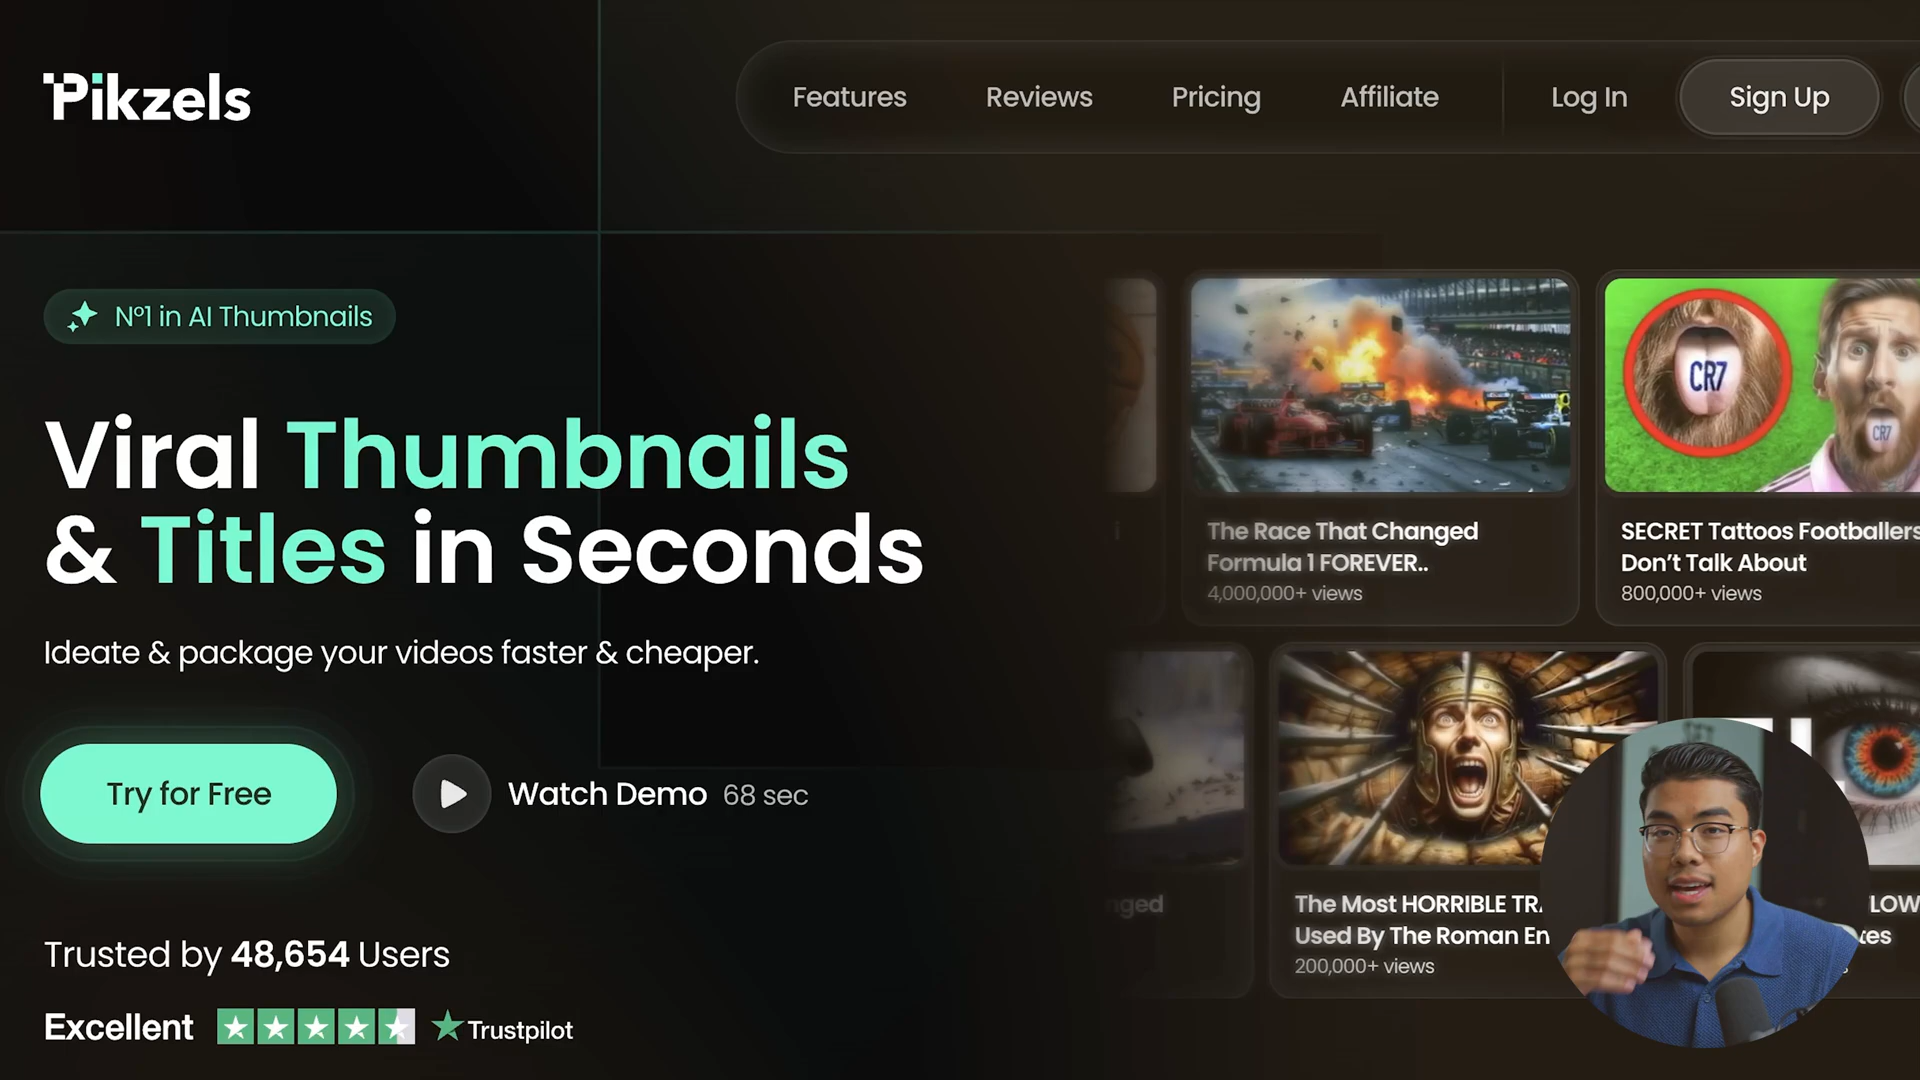 Pikzels
Features
Reviews
Pricing
Affiliate
Log In
Sign Up
Nº1 in AI Thumbnails
Viral Thumbnails
& Titles in Seconds
Ideate & package your videos faster & cheaper.
Try for Free
Watch Demo 68 sec
Trusted by 48,654 Users
Excellent
Trustpilot
CR7
CR7
The Race That Changed
Formula 1 FOREVER..
4,000,000+ views
SECRET Tattoos Footballers
Don't Talk About
800,000+ views
nged
The Most HORRIBLE TR
Used By The Roman En
200,000+ views
LOW